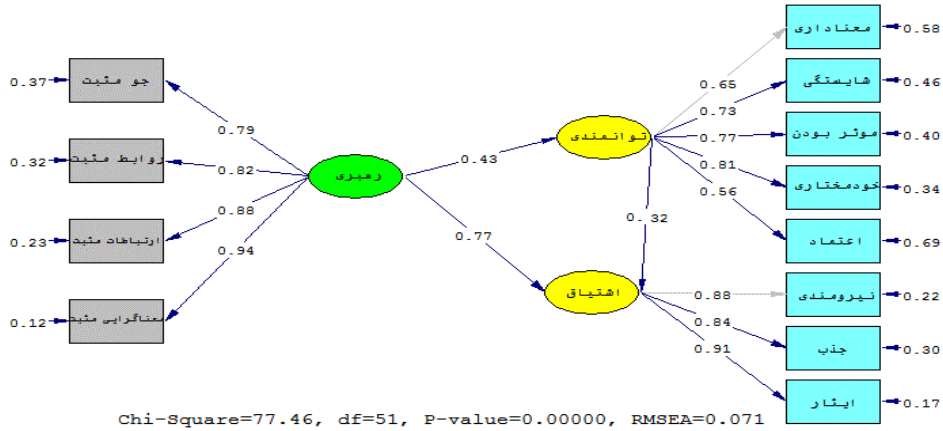 معناداری
0.58
0.65
0.37
جو مثبت
شایستگی
0.46
0.79
0.73
توانمندی
موثر بودن
0.40
0.77
0.32
روابط مثبت
0.82
0.43
رهبری
0.81
خودمختاری
0.34
0.56
0.88
0.32
0.23
ارتباطات مثبت
0.77
اعتماد
0.69
0.94
اشتیاق
0.88
نیرومندی
0.22
0.12
معناگرایی مثبت
0.84
0.91
جذب
0.30
ایثار
0.17
Chi-Square=77.46, df=51, P-value=0.00000, RMSEA=0.071